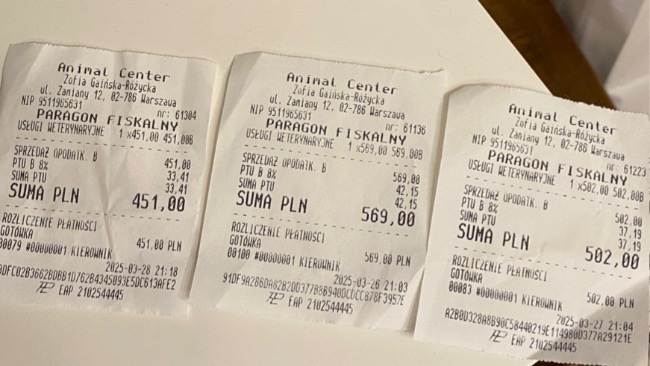 Animal Center
Zofia Gaińska-Różycka
ul. Zaniany 12, 02-786 Warszawa
NIP 9511965631
nr: 61304
PARAGON FISKALNY
USŁUGI WETERYNARYJNE 1 x451,00 451,00B
SPRZEDAŻ OPODATK. B 451,00
PTU B 8% 33,41
SUMA PTU 33,41
SUMA PLN 451,00
ROZLICZENIE PŁATNOŚCI
GOTÓWKA 451,00 PLN
00079 #00000001 KIEROWNIK
2025-03-28 21:18
EAP 2102544445
Animal Center
Zofia Gaińska-Różycka
ul. Zaniany 12, 02-786 Warszawa
NIP 9511965631
nr: 61136
PARAGON FISKALNY
USŁUGI WETERYNARYJNE 1 x569,00 569,00B
SPRZEDAŻ OPODATK. B 569,00
PTU B 8% 42,15
SUMA PTU 42,15
SUMA PLN 569,00
ROZLICZENIE PŁATNOŚCI
GOTÓWKA 569,00 PLN
00100 #00000001 KIEROWNIK
2025-03-26 21:03
EAP 2102544445
Animal Center
Zofia Gaińska-Różycka
ul. Zaniany 12, 02-786 Warszawa
NIP 9511965631
nr: 61223
PARAGON FISKALNY
USŁUGI WETERYNARYJNE 1 x502,00 502,00B
SPRZEDAŻ OPODATK. B 502,00
PTU B 8% 37,19
SUMA PTU 37,19
SUMA PLN 502,00
ROZLICZENIE PŁATNOŚCI
GOTÓWKA 502,00 PLN
00083 #00000001 KIEROWNIK
2025-03-27 21:04
EAP 2102544445